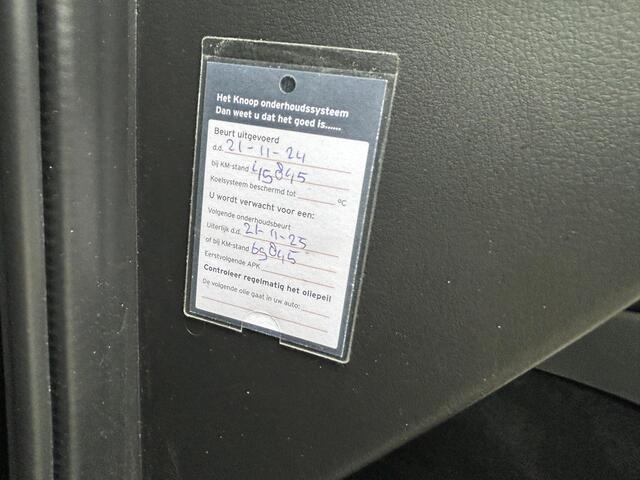 Het Knoop onderhoudssysteem
Dan weet u dat het goed is......
Beurt uitgevoerd
d.d. 21-11-24
bij KM-stand 45845
Koelsysteem beschermd tot °C
U wordt verwacht voor een:
Volgende onderhoudsbeurt
Uiterlijk d.d. 21-11-25
of bij KM-stand 65845
Eerstvolgende APK
Controleer regelmatig het oliepeil
De volgende olie gaat in uw auto: